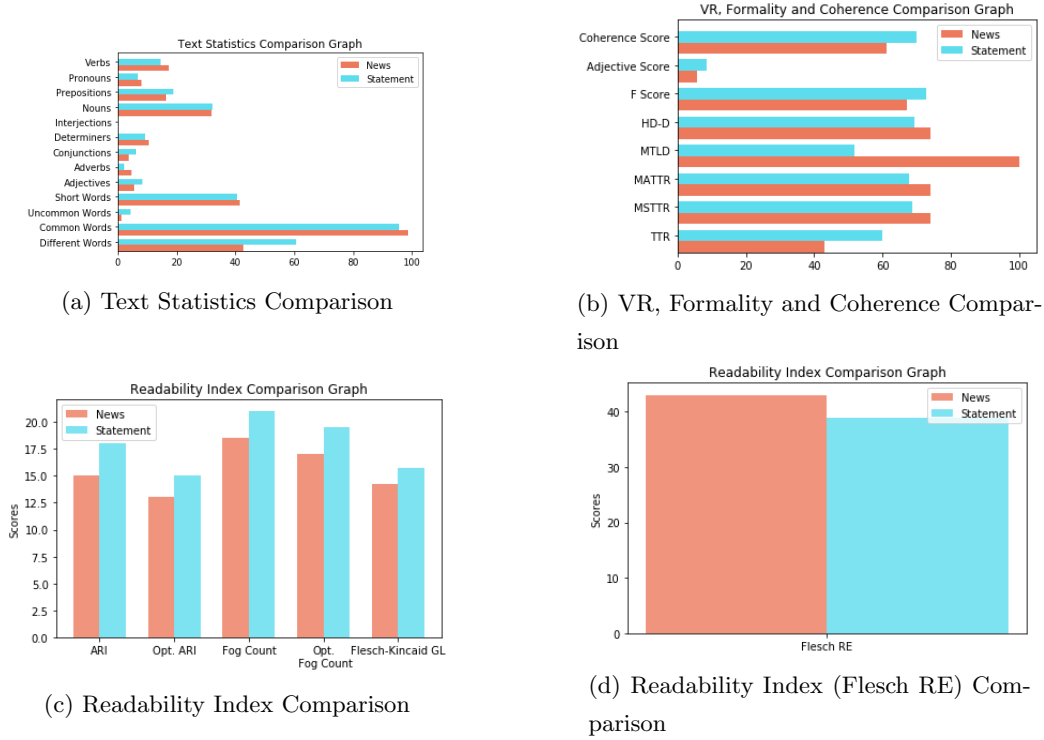 Text Statistics Comparison Graph
News
Statement
Verbs
Pronouns
Prepositions
Nouns
Interjections
Determiners
Conjunctions
Adverbs
Adjectives
Short Words
Uncommon Words
Common Words
Different Words
0 20 40 60 80 100
(a) Text Statistics Comparison
VR, Formality and Coherence Comparison Graph
News
Statement
Coherence Score
Adjective Score
F Score
HD-D
MTLD
MATTR
MSTTR
TTR
0 20 40 60 80 100
(b) VR, Formality and Coherence Compar-
ison
Readability Index Comparison Graph
News
Statement
Scores
20.0
17.5
15.0
12.5
10.0
7.5
5.0
2.5
0.0
ARI Opt. ARI Fog Count Opt. Flesch-Kincaid GL
Fog Count
(c) Readability Index Comparison
Readability Index Comparison Graph
News
Statement
Scores
40
30
20
10
0
Flesch RE
(d) Readability Index (Flesch RE) Com-
parison